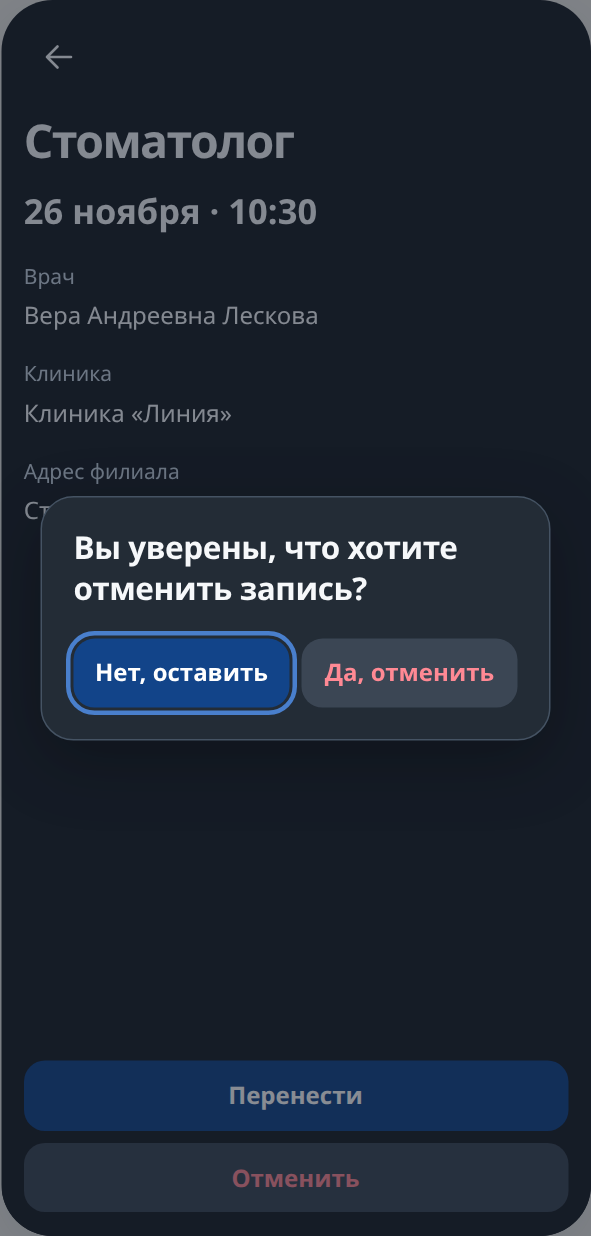 Стоматолог
26 ноября · 10:30
Врач
Вера Андреевна Лескова
Клиника
Клиника «Линия»
Адрес филиала
Вы уверены, что хотите
отменить запись?
Нет, оставить
Да, отменить
Перенести
Отменить